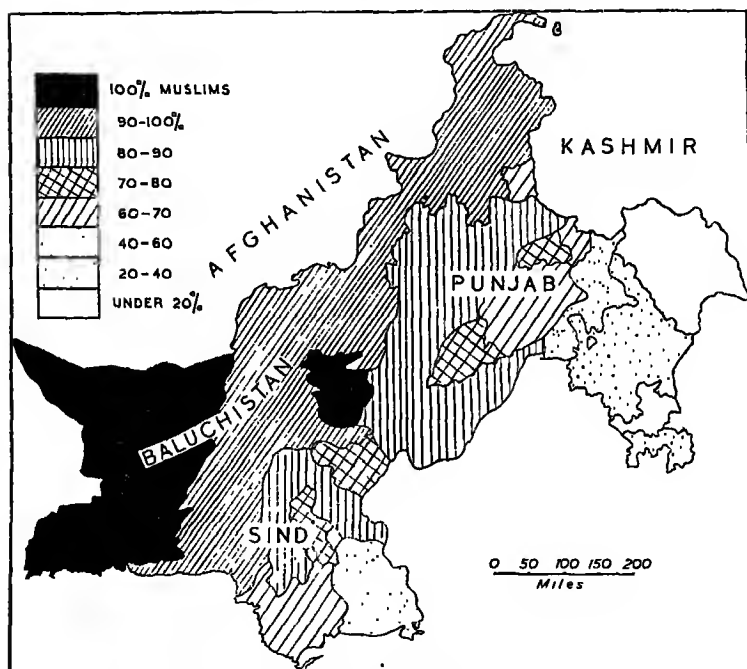 100% MUSLIMS
90-100%
80-90
70-80
60-70
40-60
20-40
UNDER 20%
AFGHANISTAN
KASHMIR
PUNJAB
BALUCHISTAN
SIND
0 50 100 150 200
Miles